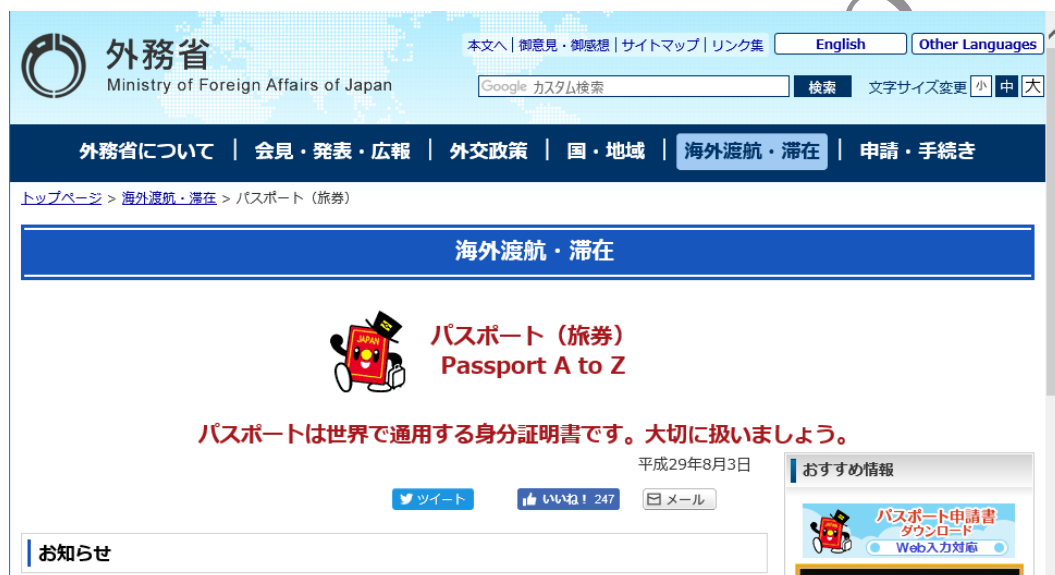 外務省
Ministry of Foreign Affairs of Japan
本文へ | 御意見・御感想 | サイトマップ | リンク集 English Other Languages
Google カスタム検索 検索 文字サイズ変更 小 中 大
外務省について | 会見・発表・広報 | 外交政策 | 国・地域 | 海外渡航・滞在 | 申請・手続き
トップページ > 海外渡航・滞在 > パスポート（旅券）
海外渡航・滞在
JAPAN
パスポート（旅券）
Passport A to Z
パスポートは世界で通用する身分証明書です。大切に扱いましょう。
平成29年8月3日
ツイート いいね！ 247 メール
お知らせ
おすすめ情報
パスポート申請書
ダウンロード
Web入力対応